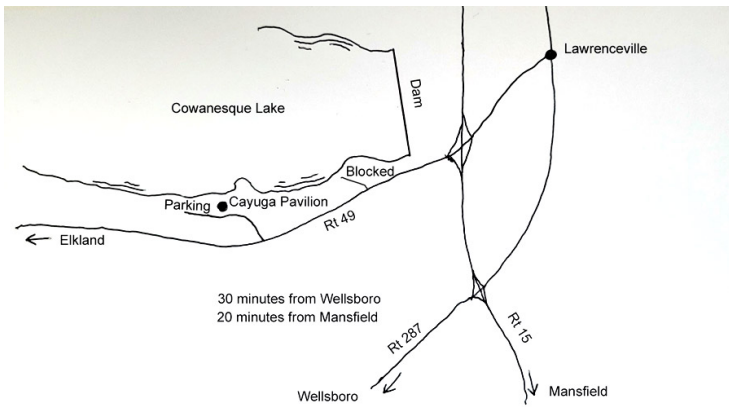 Lawrenceville
Dam
Cowanesque Lake
Blocked
Parking
Cayuga Pavilion
Rt 49
Elkland
30 minutes from Wellsboro
20 minutes from Mansfield
Rt 287
Rt 15
Wellsboro
Mansfield